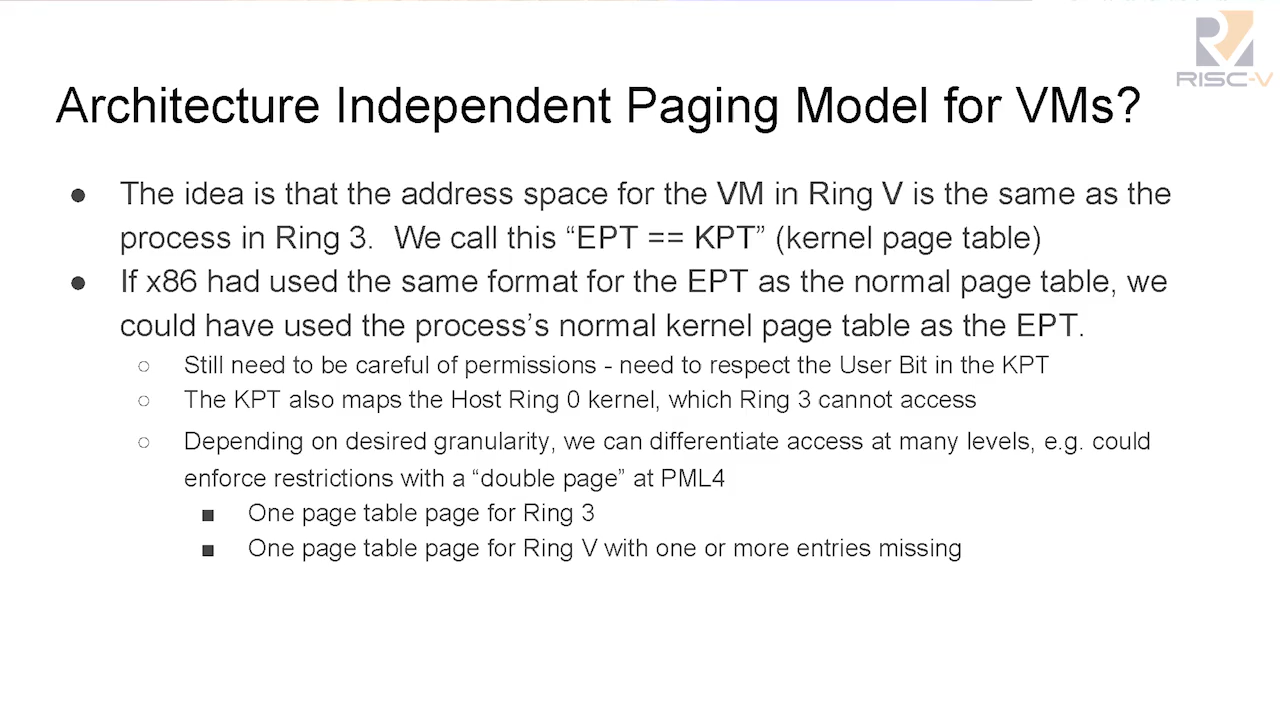 RISC-V
Architecture Independent Paging Model for VMs?
● The idea is that the address space for the VM in Ring V is the same as the
process in Ring 3. We call this “EPT == KPT” (kernel page table)
● If x86 had used the same format for the EPT as the normal page table, we
could have used the process’s normal kernel page table as the EPT.
○ Still need to be careful of permissions - need to respect the User Bit in the KPT
○ The KPT also maps the Host Ring 0 kernel, which Ring 3 cannot access
○ Depending on desired granularity, we can differentiate access at many levels, e.g. could
enforce restrictions with a “double page” at PML4
■ One page table page for Ring 3
■ One page table page for Ring V with one or more entries missing